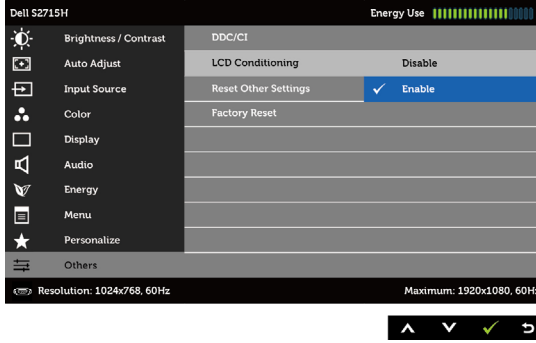 Dell S2715H Energy Use
Brightness / Contrast DDC/CI
Auto Adjust LCD Conditioning Disable
Input Source Reset Other Settings Enable
Color Factory Reset
Display
Audio
Energy
Menu
Personalize
Others
Resolution: 1024x768, 60Hz Maximum: 1920x1080, 60Hz